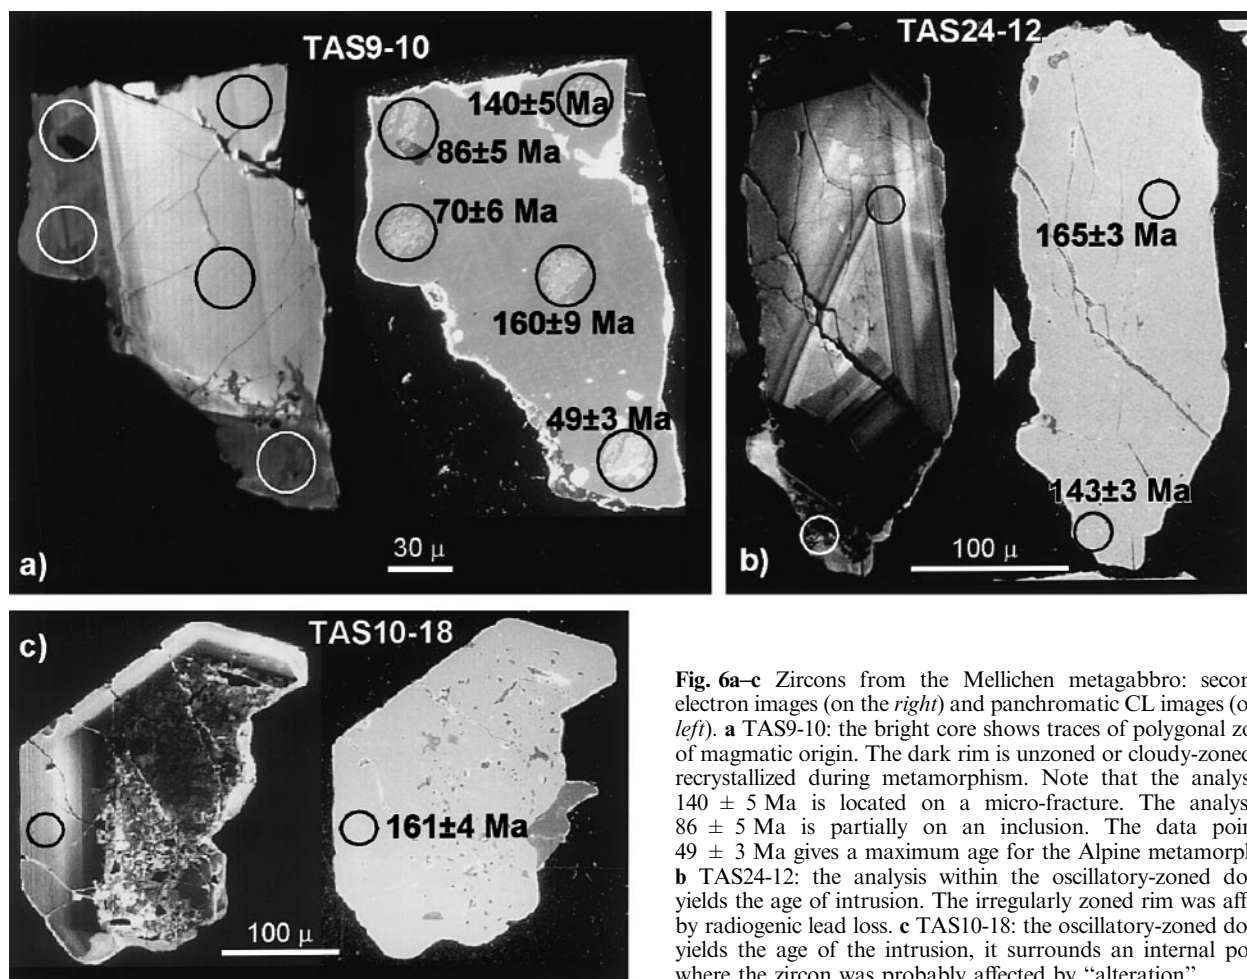 TAS9-10
140±5 Ma
86±5 Ma
70±6 Ma
160±9 Ma
49±3 Ma
30 μ
a)
TAS24-12
165±3 Ma
143±3 Ma
100 μ
b)
c)
TAS10-18
161±4 Ma
100 μ
Fig. 6a–c Zircons from the Mellichen metagabbro: secon
electron images (on the right) and panchromatic CL images (o
left). a TAS9-10: the bright core shows traces of polygonal zo
of magmatic origin. The dark rim is unzoned or cloudy-zoned
recrystallized during metamorphism. Note that the analys
140 ± 5 Ma is located on a micro-fracture. The analys
86 ± 5 Ma is partially on an inclusion. The data poin
49 ± 3 Ma gives a maximum age for the Alpine metamorpl
b TAS24-12: the analysis within the oscillatory-zoned do
yields the age of intrusion. The irregularly zoned rim was aff
by radiogenic lead loss. c TAS10-18: the oscillatory-zoned do
yields the age of the intrusion, it surrounds an internal po
where the zircon was probably affected by “alteration”